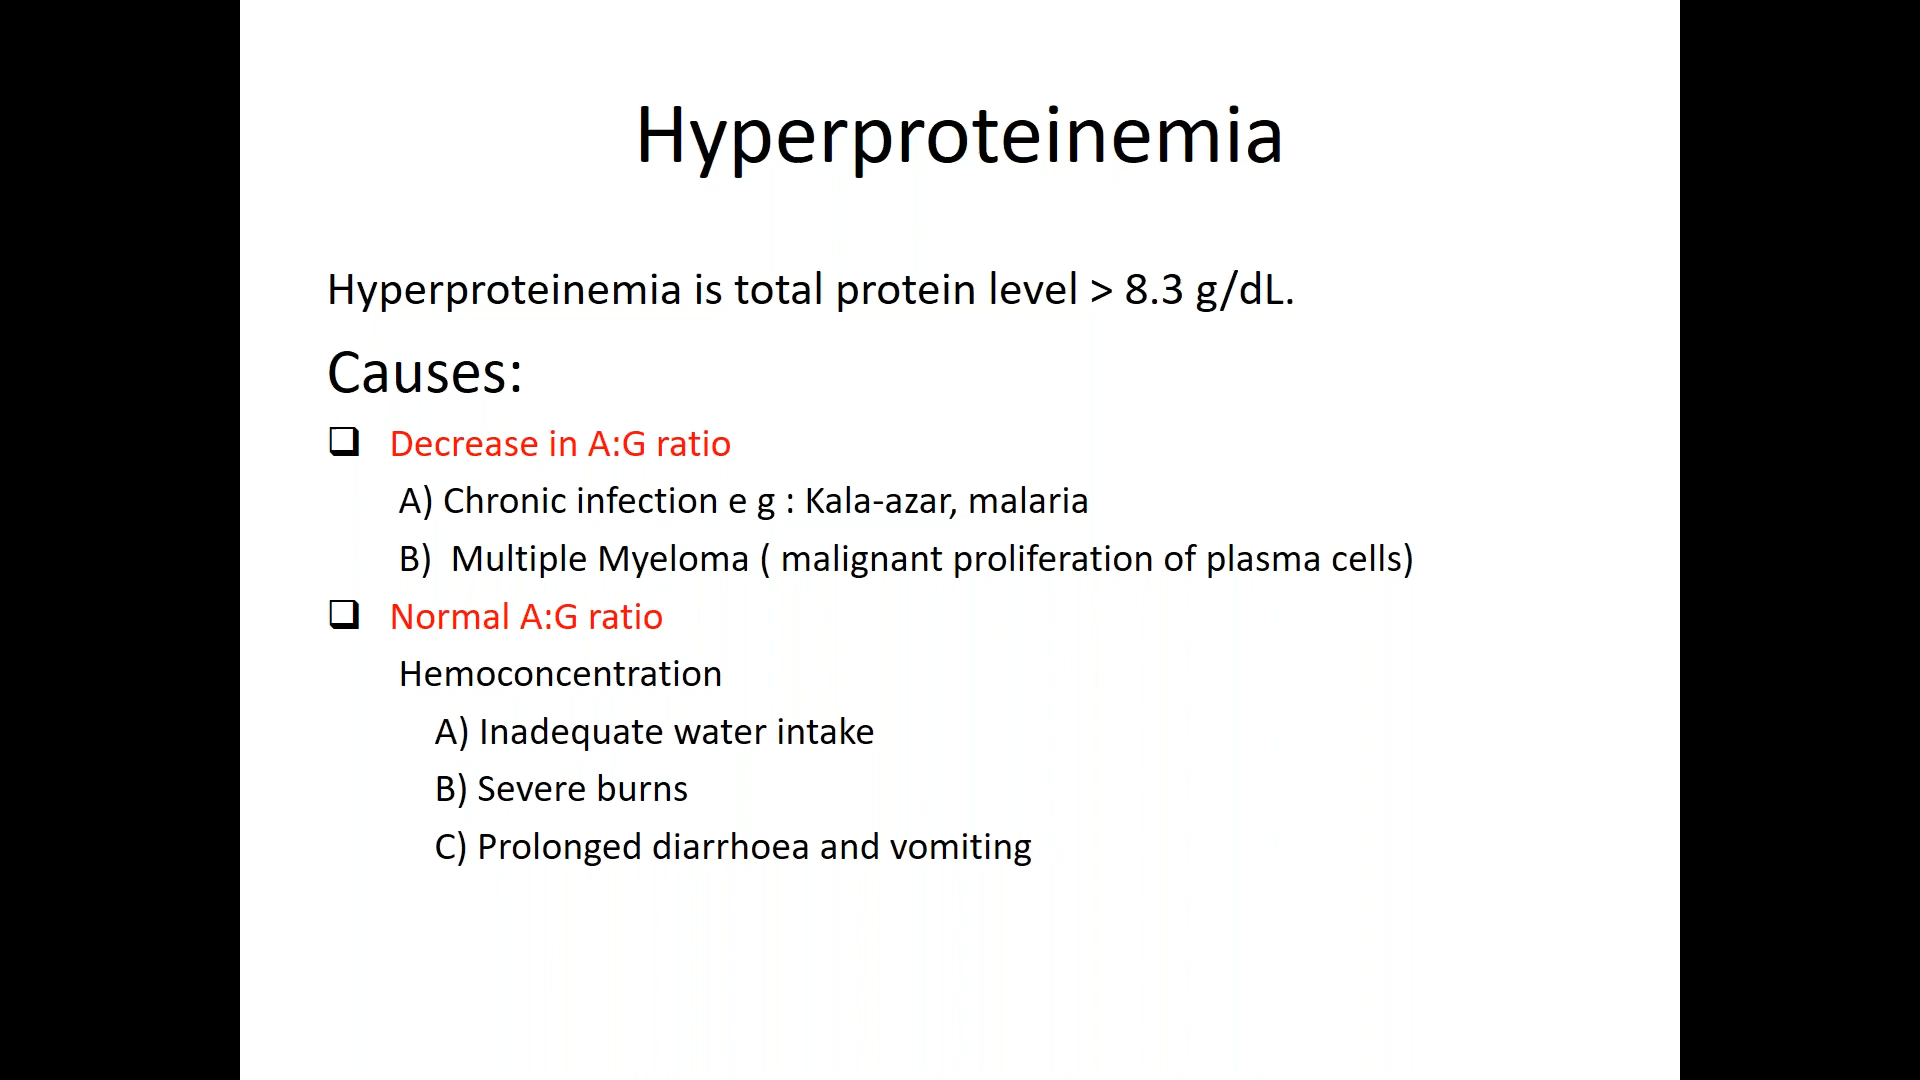 Hyperproteinemia
Hyperproteinemia is total protein level > 8.3 g/dL.
Causes:
❑ Decrease in A:G ratio
A) Chronic infection e g : Kala-azar, malaria
B)  Multiple Myeloma ( malignant proliferation of plasma cells)
❑ Normal A:G ratio
Hemoconcentration
A) Inadequate water intake
B) Severe burns
C) Prolonged diarrhoea and vomiting